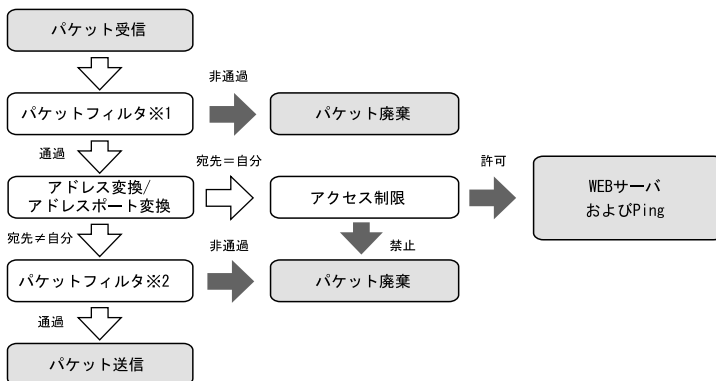 パケット受信
非通過
パケットフィルタ※1
パケット廃棄
通過
宛先＝自分
許可
アドレス変換/
アドレスポート変換
アクセス制限
WEBサーバ
およびPing
宛先≠自分
非通過
禁止
パケットフィルタ※2
パケット廃棄
通過
パケット送信